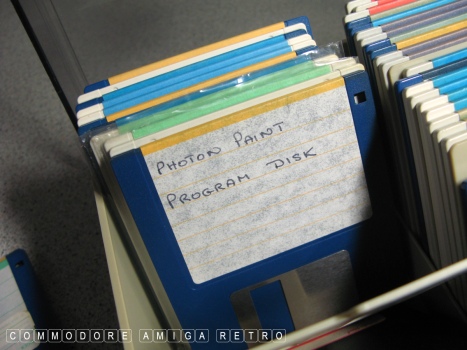 PHOTON PAINT
PROGRAM DISK
COMMODORE AMIGA RETRO